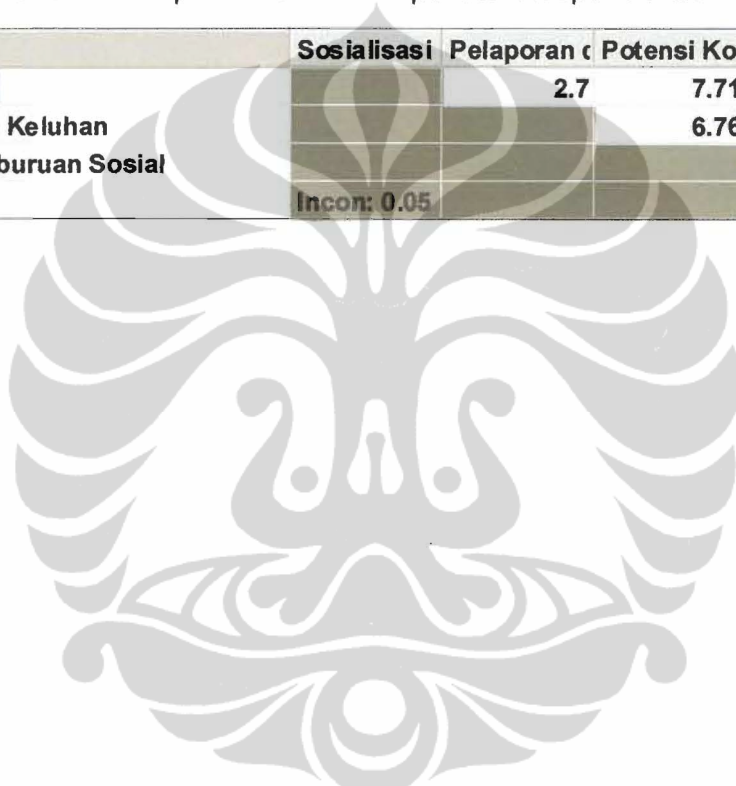 Sosialisasi Pelaporan Potensi Ko
2.7 7.71
Keluhan 6.76
buruan Sosial
Incon: 0.05